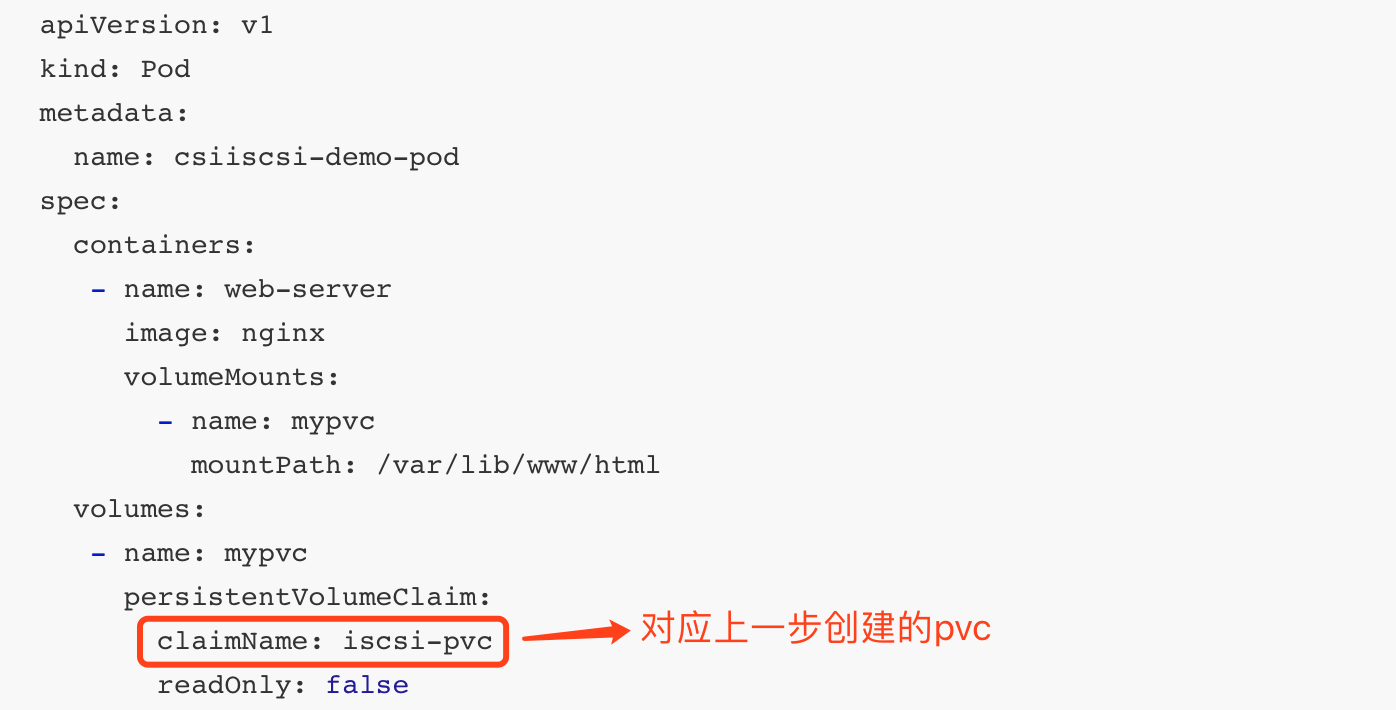 apiVersion: v1
kind: Pod
metadata:
  name: csiiscsi-demo-pod
spec:
  containers:
   - name: web-server
     image: nginx
     volumeMounts:
       - name: mypvc
         mountPath: /var/lib/www/html
  volumes:
   - name: mypvc
     persistentVolumeClaim:
       claimName: iscsi-pvc 对应上一步创建的pvc
       readOnly: false